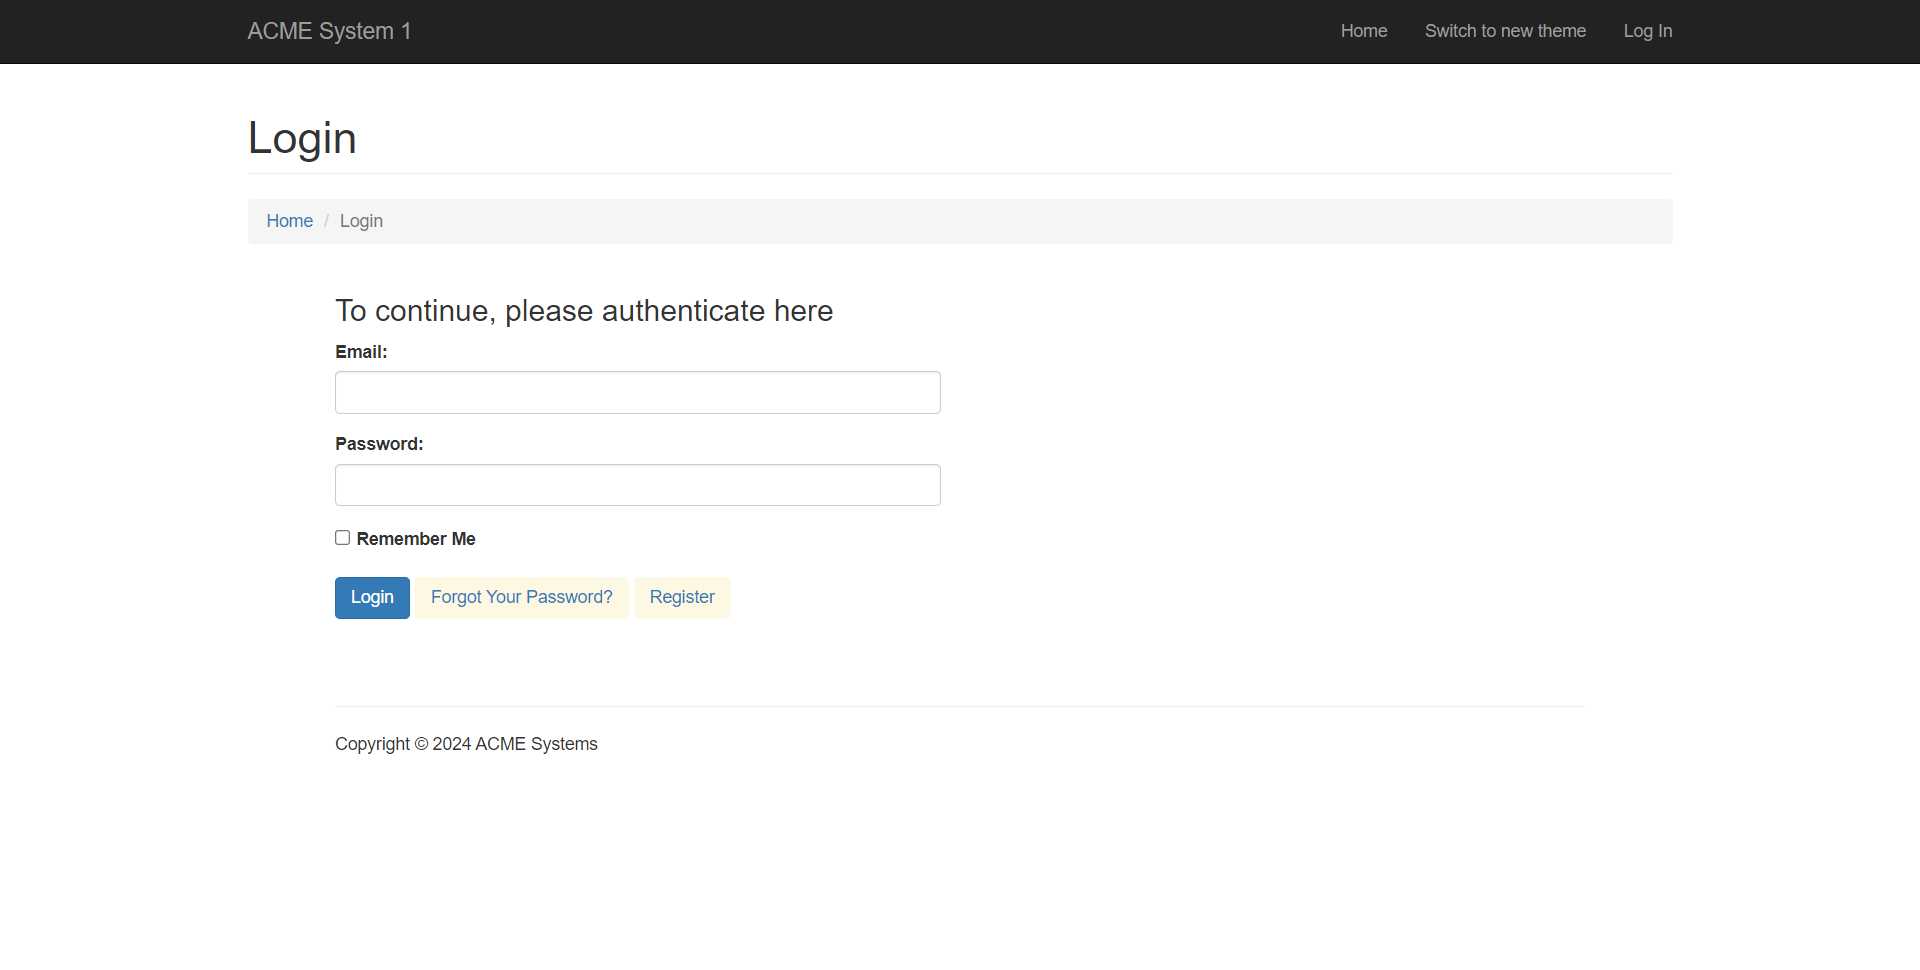 ACME System 1 Home Switch to new theme Log In
Login
Home / Login
To continue, please authenticate here
Email:
Password:
Remember Me
Login Forgot Your Password? Register
Copyright © 2024 ACME Systems